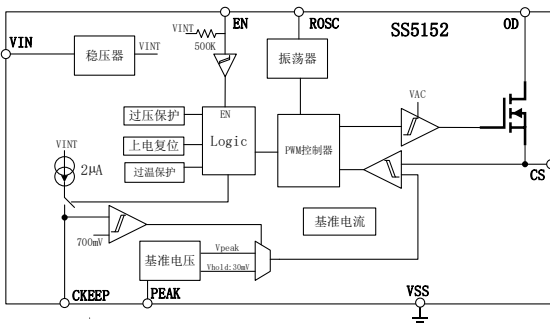 EN
ROSC
SS5152
OD
VIN
VINT
500K
稳压器
VINT
振荡器
VAC
过压保护
EN
上电复位
Logic
PWM控制器
过温保护
VINT
2μA
CS
700mV
基准电流
基准电压
Vpeak
Vhold:30mV
CKEEP
PEAK
VSS